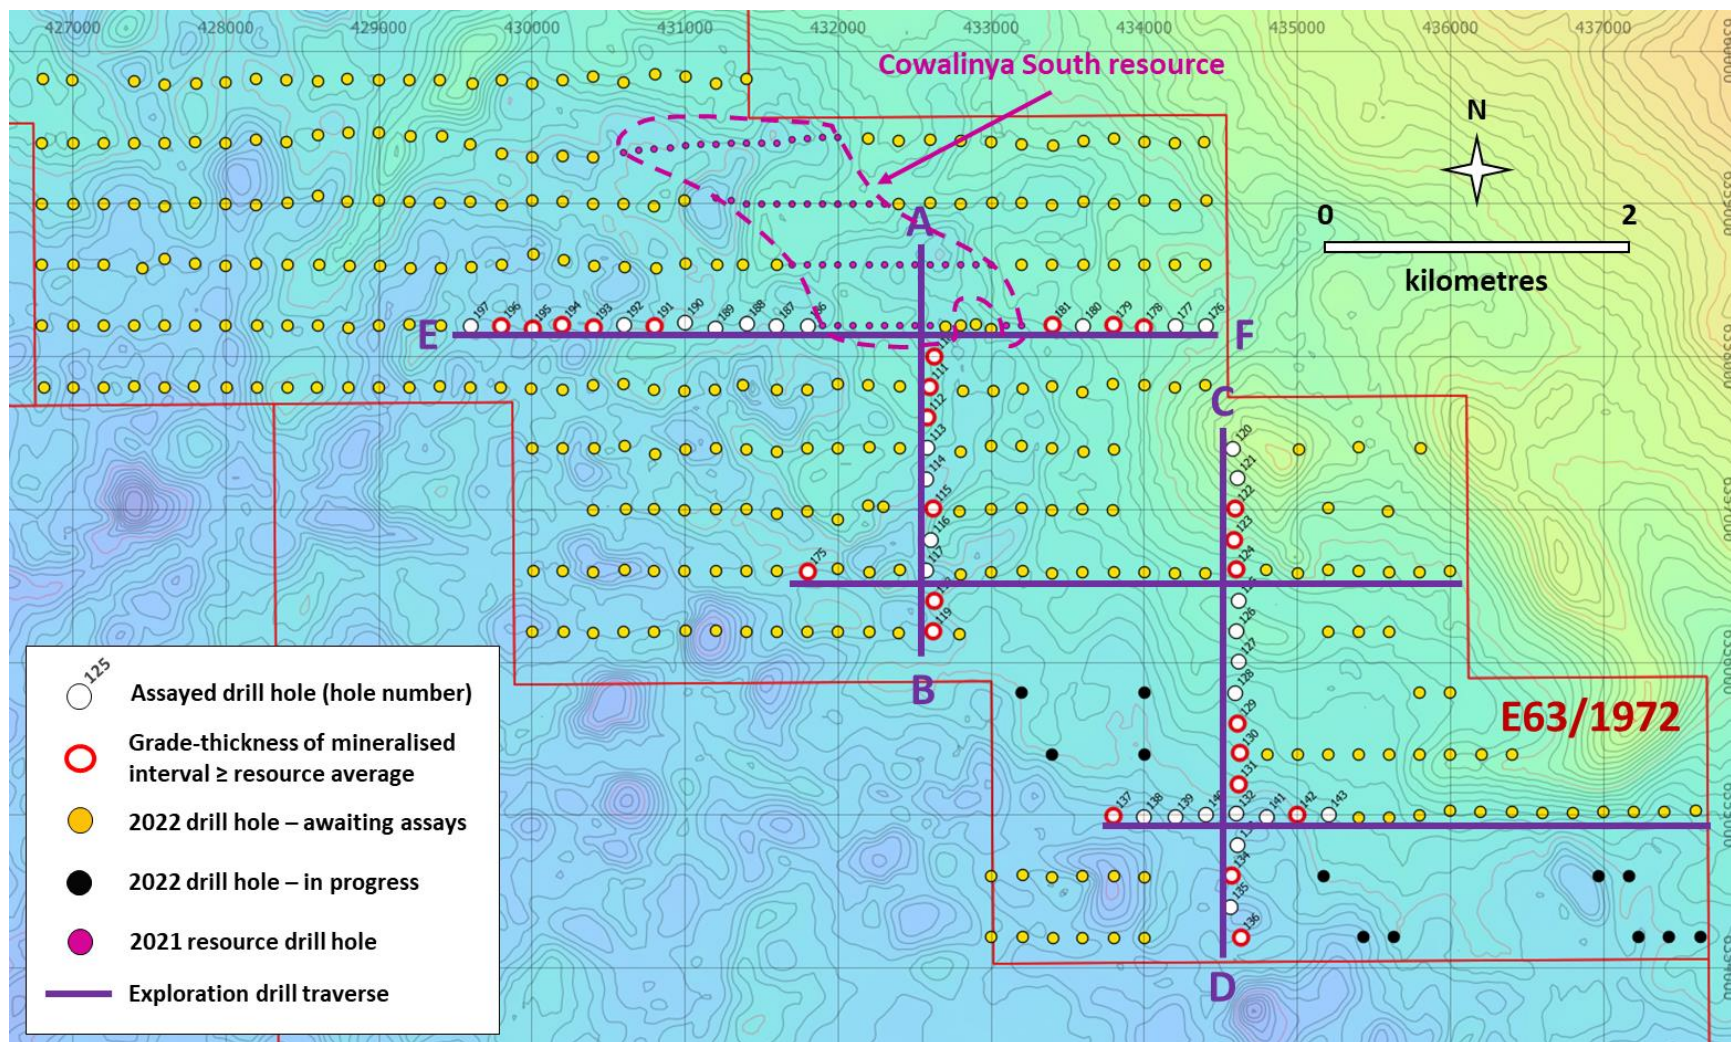 427000 428000 429000 430000 431000 432000 433000 434000 435000 436000 437000
Cowalinya South resource
N
0 2
kilometres
A
197 196 195 194 193 192 191 190 189 188 187 186
181 180 179 178 177 176
E
F
111
112
113
114
115
116
117
119
175
B
C
120
121
122
123
124
126
127
128
129
130
131
132
134
135
136
137 138 139 141 142 143
D
E63/1972
125
Assayed drill hole (hole number)
Grade-thickness of mineralised
interval ≥ resource average
2022 drill hole – awaiting assays
2022 drill hole – in progress
2021 resource drill hole
Exploration drill traverse